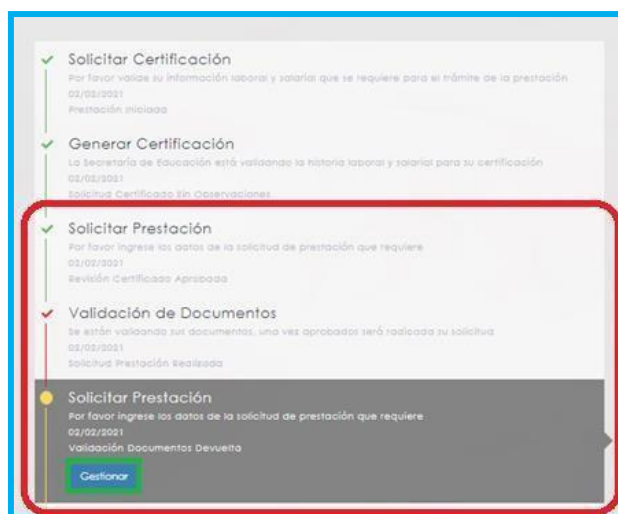 Solicitar Certificación
Por favor valide su información laboral y salarial que se requiere para el trámite de la prestación
02/02/2021
Prestación Iniciada
Generar Certificación
La Secretaría de Educación está validando la historia laboral y salarial para su certificación
02/02/2021
Solicitud Certificado Sin Observaciones
Solicitar Prestación
Por favor ingrese los datos de la solicitud de prestación que requiere
02/02/2021
Revisión Certificado Aprobada
Validación de Documentos
Se están validando sus documentos, una vez aprobados será radicada su solicitud
02/02/2021
Solicitud Prestación Realizada
Solicitar Prestación
Por favor ingrese los datos de la solicitud de prestación que requiere
02/02/2021
Validación Documentos Devuelta
Gestionar